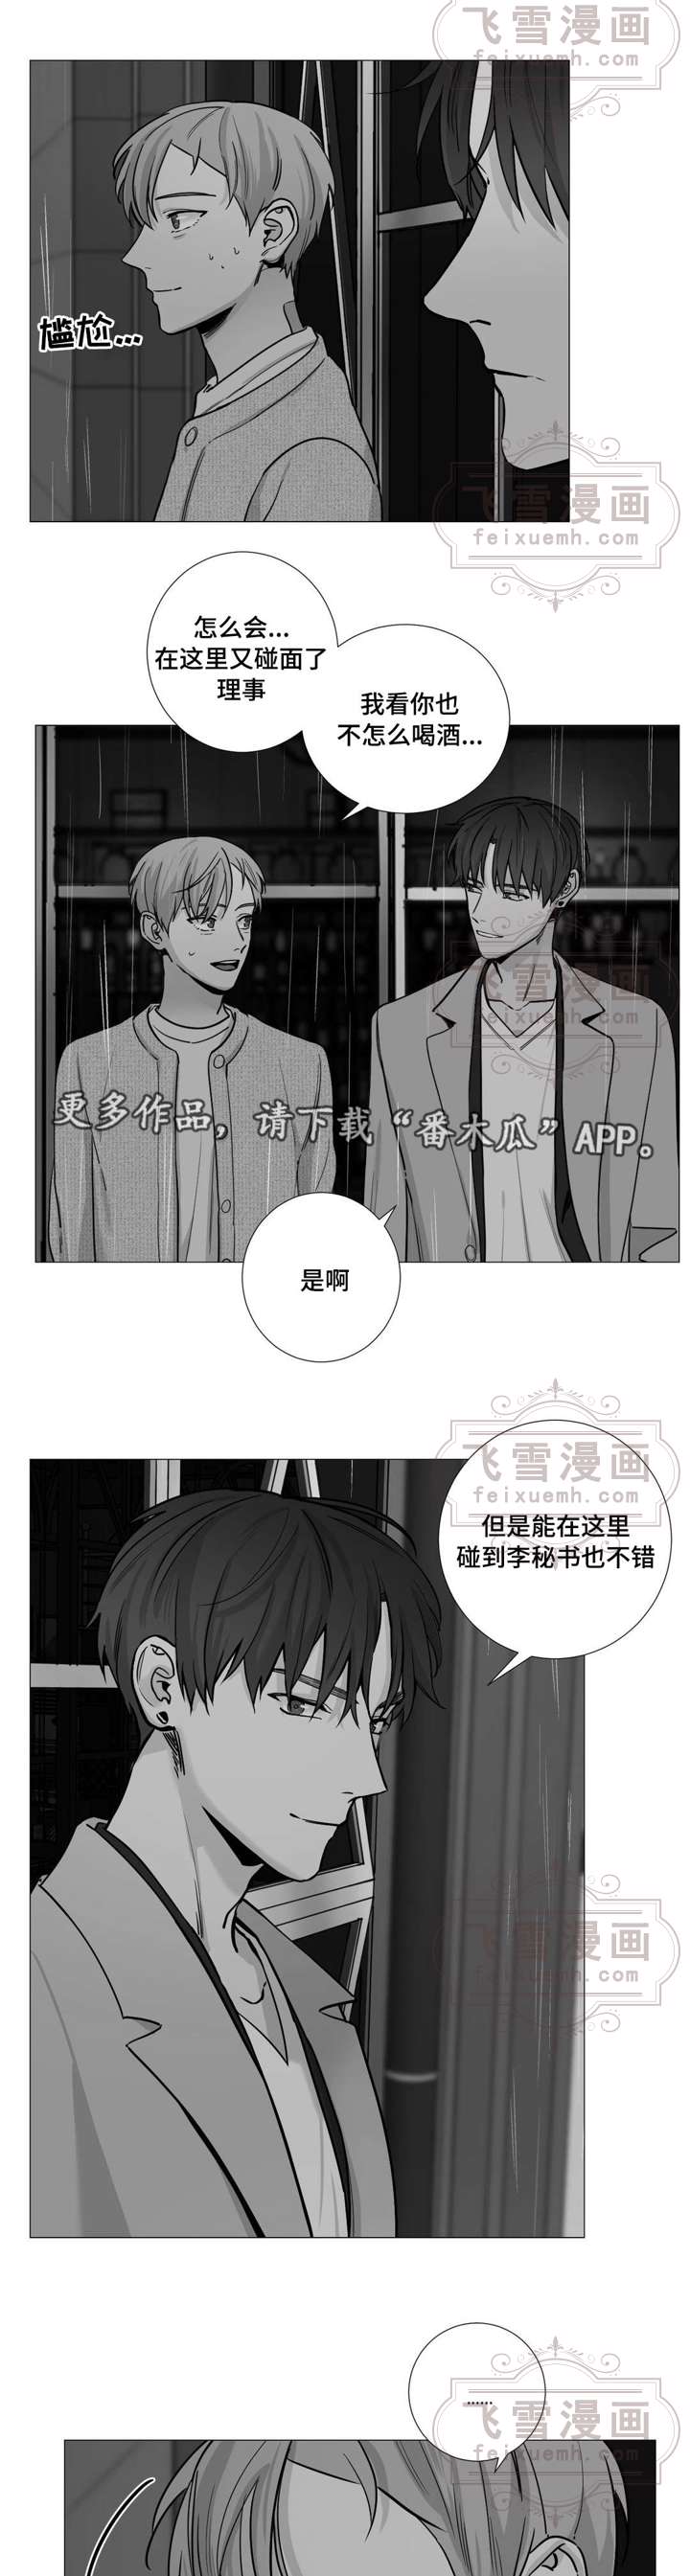 飞雪漫画
feixuemh.com
尴尬...
飞雪漫画
feixuemh.com
怎么会...
在这里又碰面了
理事
我看你也
不怎么喝酒...
飞雪漫画
feixuemh.com
更多作品，请下载“番木瓜”APP。
是啊
飞雪漫画
feixuemh.com
但是能在这里
碰到李秘书也不错
飞雪漫画
feixuemh.com
......
飞雪漫画
feixuemh.com